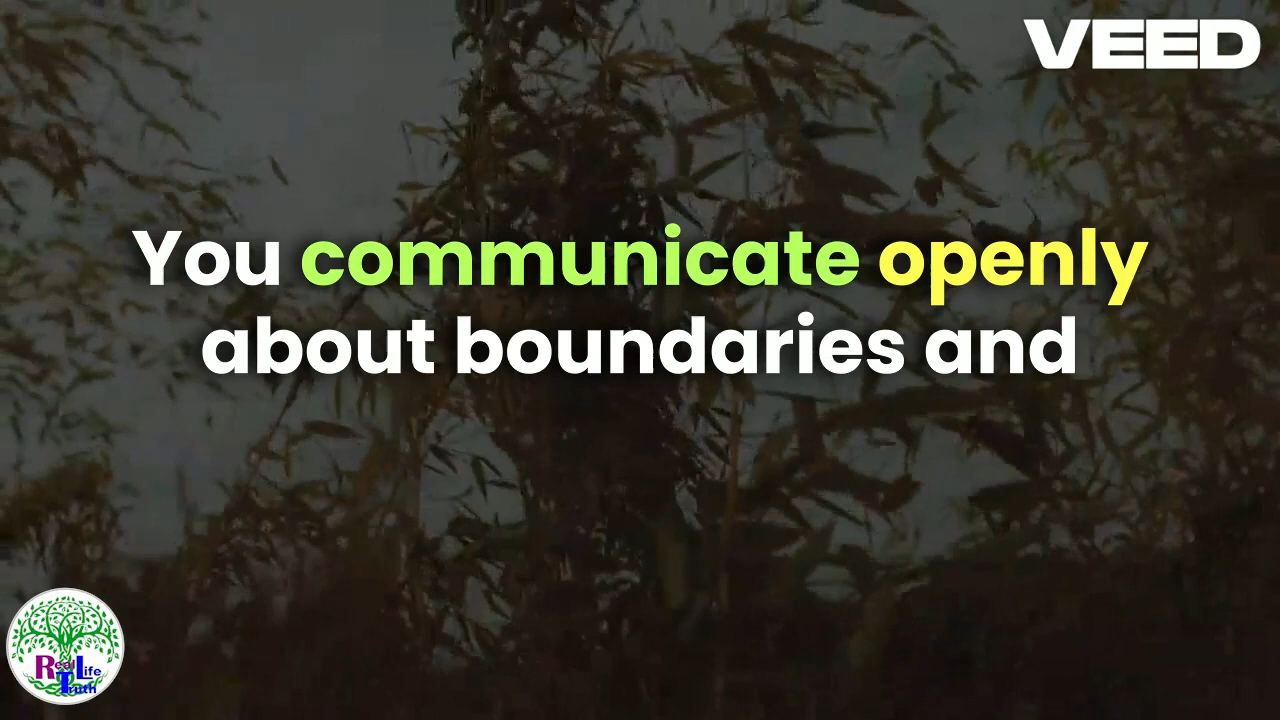 VEED
You communicate openly
about boundaries and
Real Life
Truth